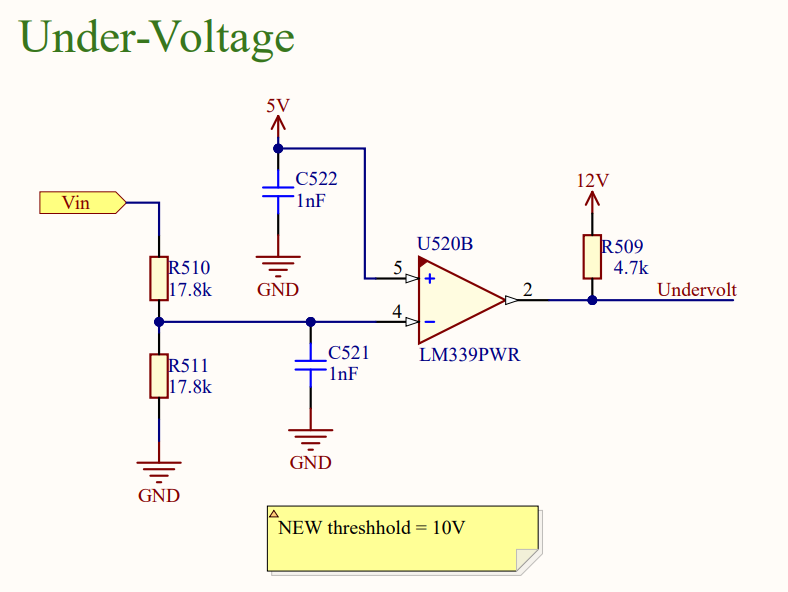 Under-Voltage
5V
C522
1nF
12V
Vin
U520B
R509
4.7k
R510
17.8k
GND
5
+
2
Undervolt
4
-
R511
17.8k
C521
1nF
LM339PWR
GND
GND
NEW threshhold = 10V